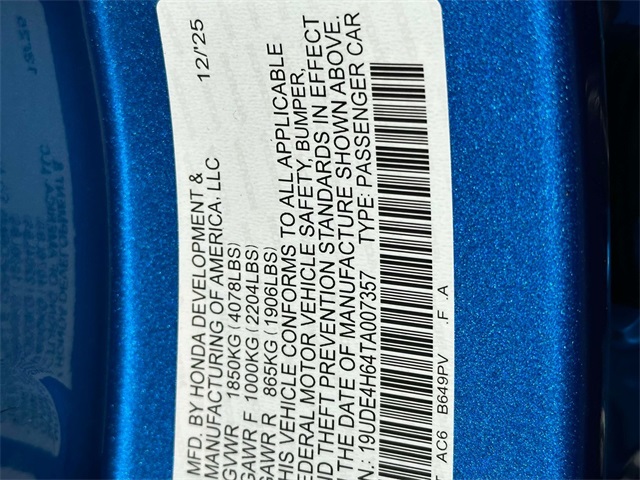 MFD. BY HONDA DEVELOPMENT &
MANUFACTURING OF AMERICA, LLC 12/'25
GVWR 1850KG (4078LBS)
GAWR F 1000KG (2204LBS)
GAWR R 865KG (1906LBS)
THIS VEHICLE CONFORMS TO ALL APPLICABLE
FEDERAL MOTOR VEHICLE SAFETY, BUMPER,
AND THEFT PREVENTION STANDARDS IN EFFECT
ON THE DATE OF MANUFACTURE SHOWN ABOVE.
N.: 19UDE4H64TA007357 TYPE: PASSENGER CAR
AC6 B649PV .F .A